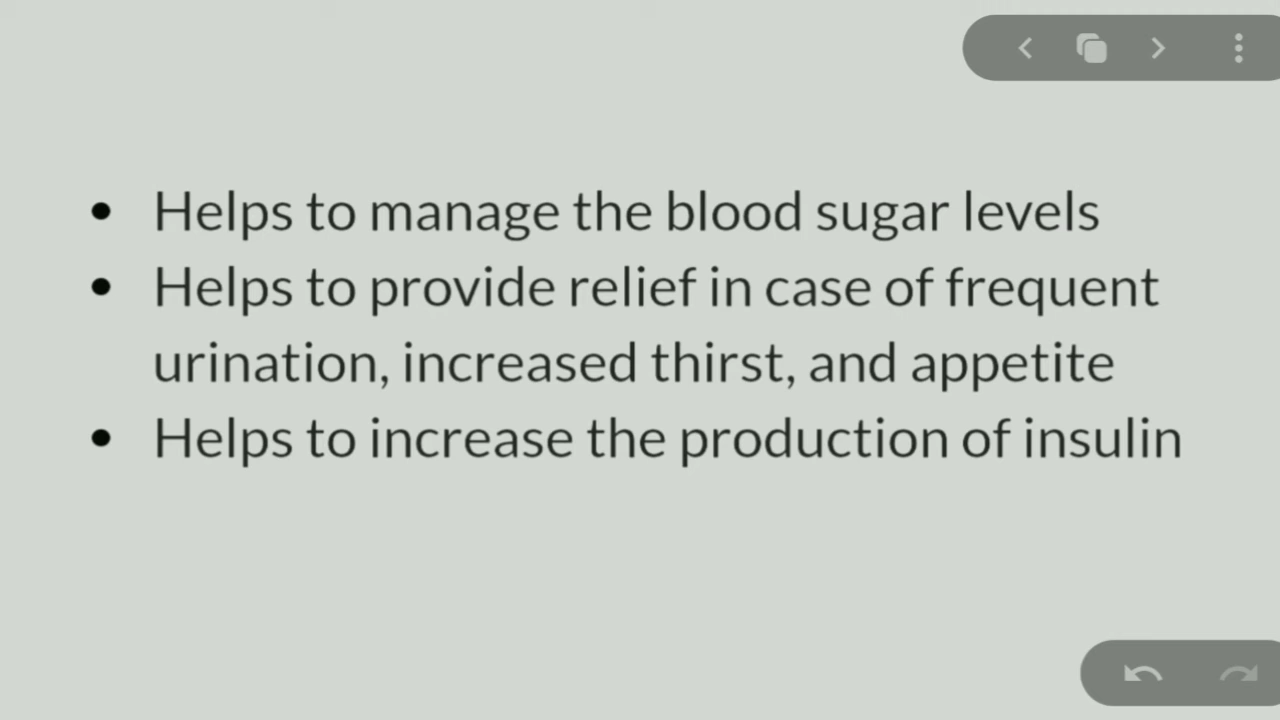 • Helps to manage the blood sugar levels
• Helps to provide relief in case of frequent
urination, increased thirst, and appetite
• Helps to increase the production of insulin